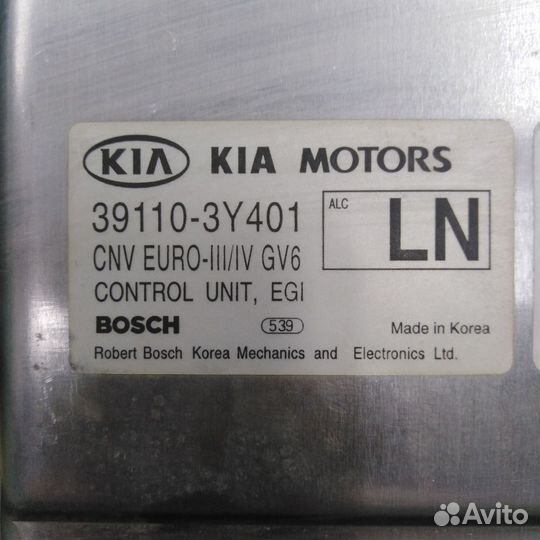 KIA KIA MOTORS
39110-3Y401
ALC
LN
CNV EURO-III/IV GV6
CONTROL UNIT, EGI
BOSCH 539 Made in Korea
Robert Bosch Korea Mechanics and Electronics Ltd.
Avito